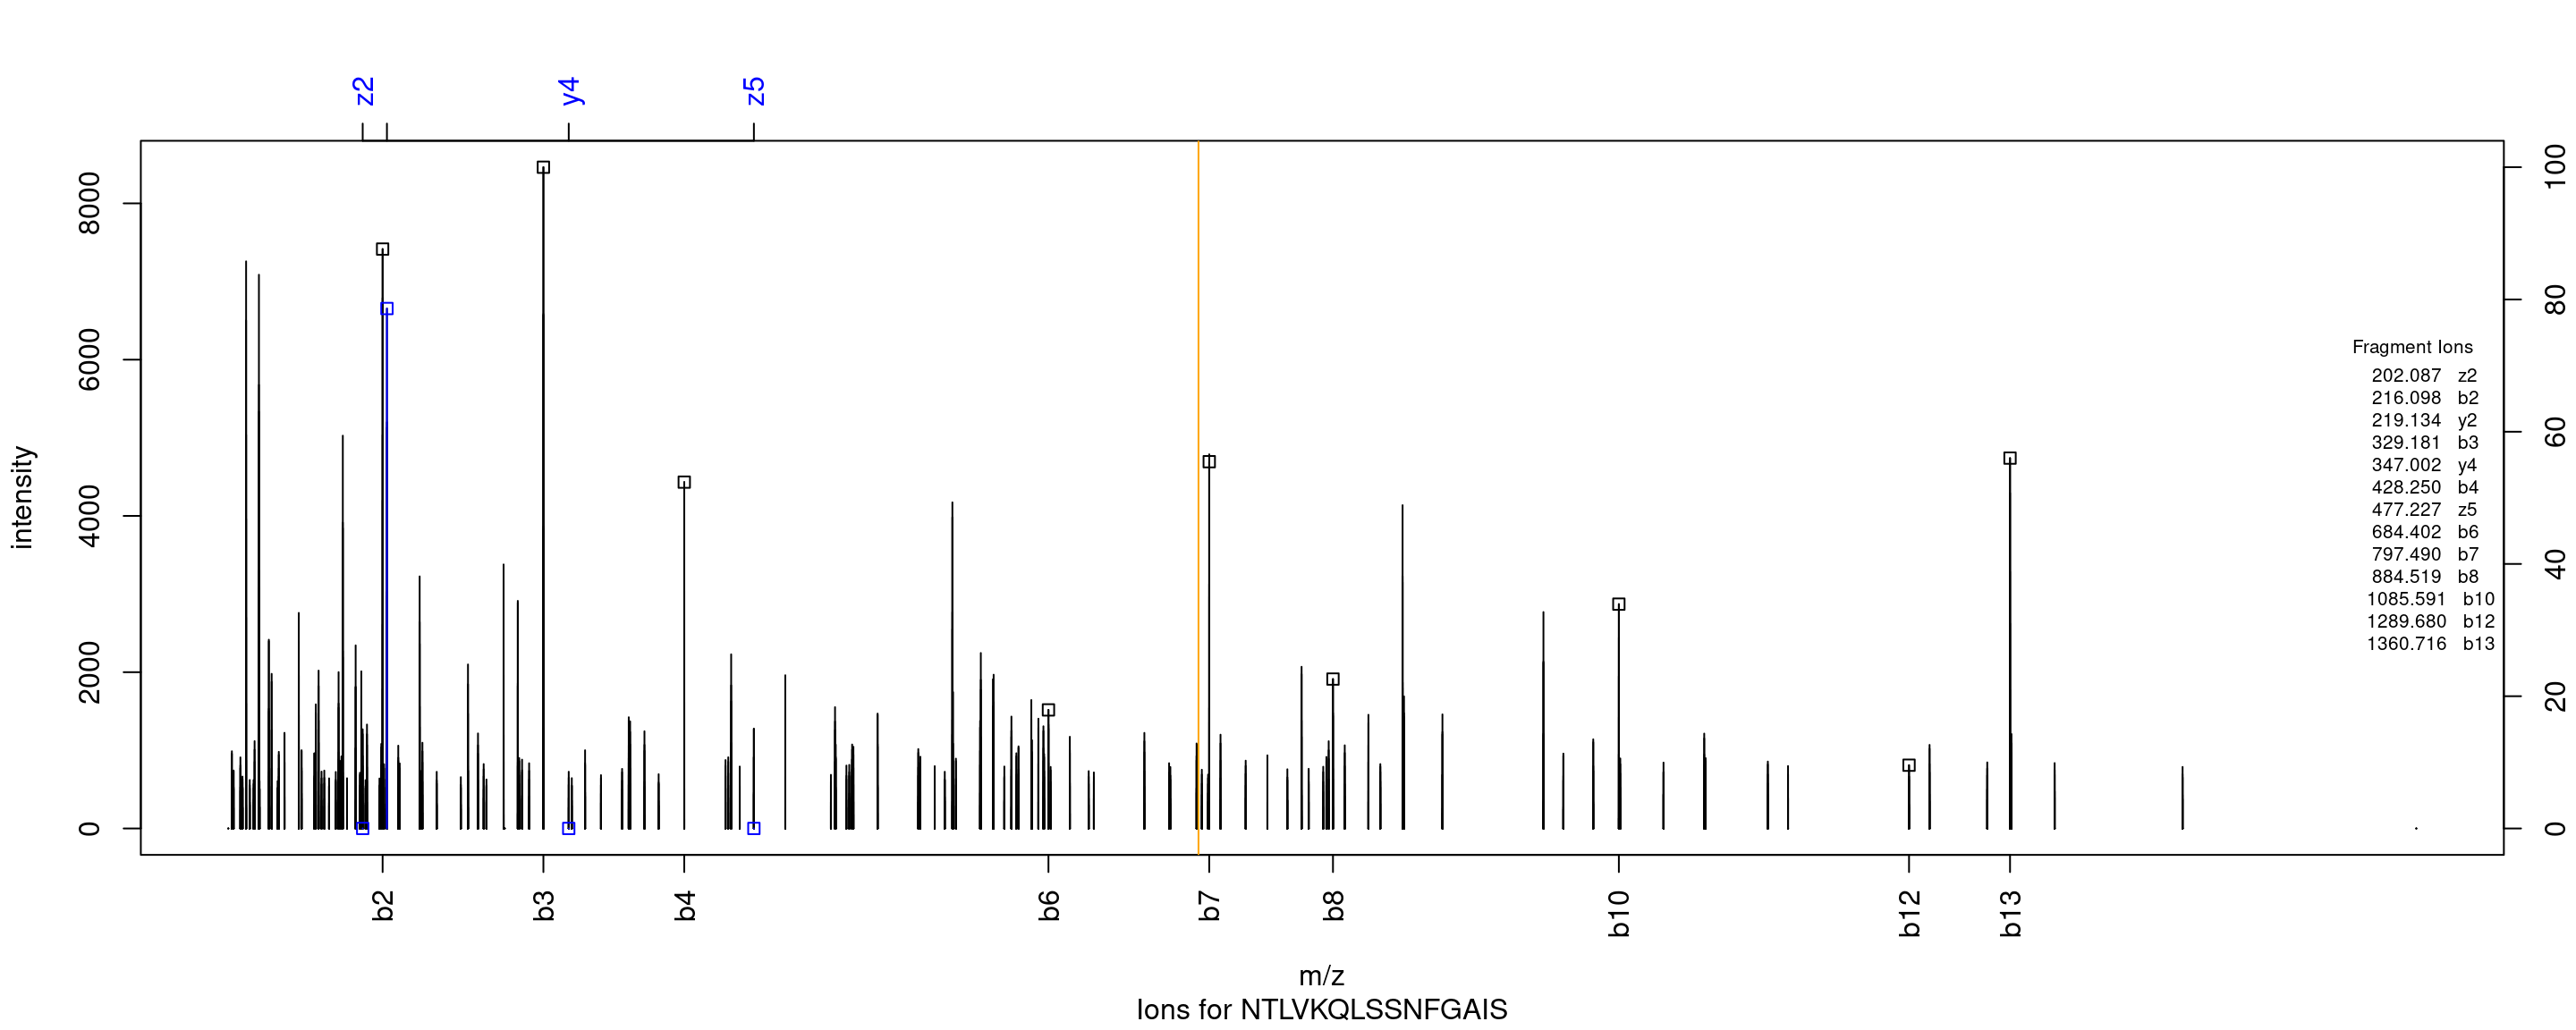 z2 y4 z5
intensity
0 2000 4000 6000 8000
0 20 40 60 80 100
Fragment Ions
202.087 z2
216.098 b2
219.134 y2
329.181 b3
347.002 y4
428.250 b4
477.227 z5
684.402 b6
797.490 b7
884.519 b8
1085.591 b10
1289.680 b12
1360.716 b13
b2 b3 b4 b6 b7 b8 b10 b12 b13
m/z
Ions for NTLVKQLSSNFGAIS